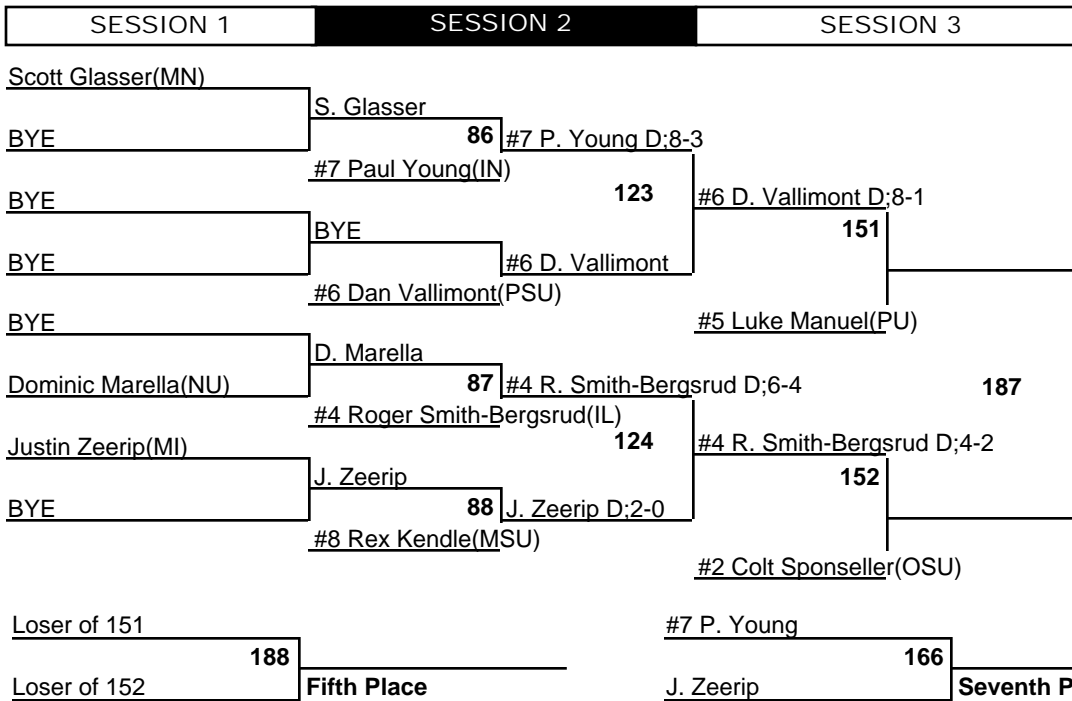 SESSION 1 SESSION 2 SESSION 3
Scott Glasser(MN)
S. Glasser
BYE 86 #7 P. Young D;8-3
#7 Paul Young(IN)
123
BYE #6 D. Vallimont D;8-1
BYE 151
BYE #6 D. Vallimont
#6 Dan Vallimont(PSU)
BYE #5 Luke Manuel(PU)
D. Marella
Dominic Marella(NU) 87 #4 R. Smith-Bergsrud D;6-4 187
#4 Roger Smith-Bergsrud(IL)
Justin Zeerip(MI) 124 #4 R. Smith-Bergsrud D;4-2
J. Zeerip 152
BYE 88 J. Zeerip D;2-0
#8 Rex Kendle(MSU)
#2 Colt Sponseller(OSU)
Loser of 151 #7 P. Young
188 166
Loser of 152 Fifth Place J. Zeerip Seventh P